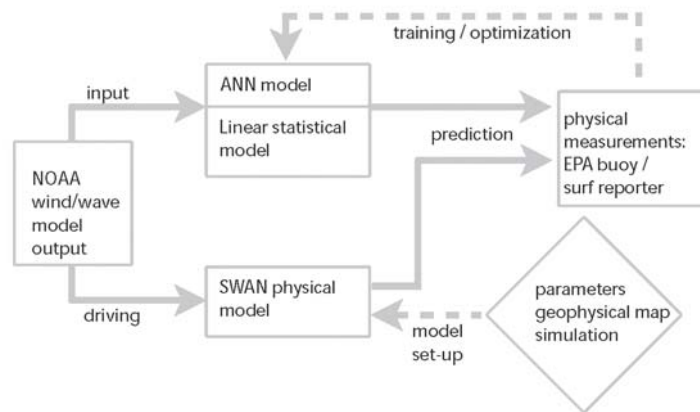 training / optimization
input
ANN model
Linear statistical
model
prediction
physical
measurements:
EPA buoy /
surf reporter
NOAA
wind/wave
model
output
driving
SWAN physical
model
model
set-up
parameters
geophysical map
simulation